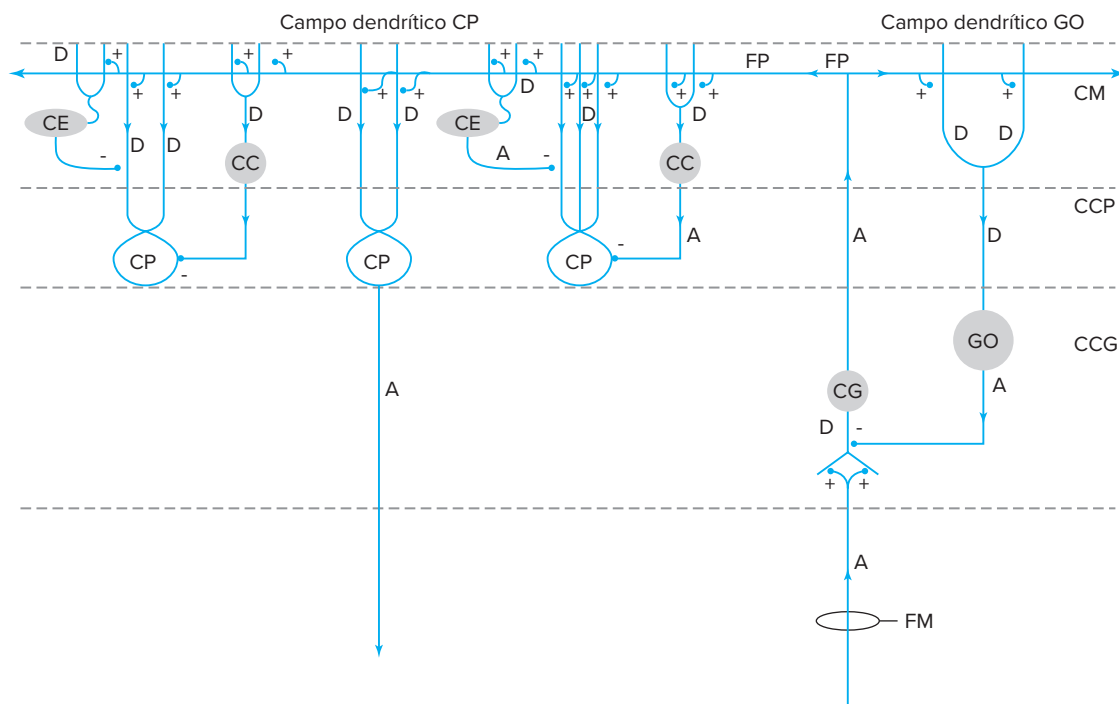 Campo dendrítico CP Campo dendrítico GO
D + + + + + + FP FP
+ + + + D + + + + + + + CM
CE D D D CE D D D D
D D A CC
- CC -
CCP
A A D
CP - CP CP -
GO CCG
A CG A
D -
+ +
A
FM